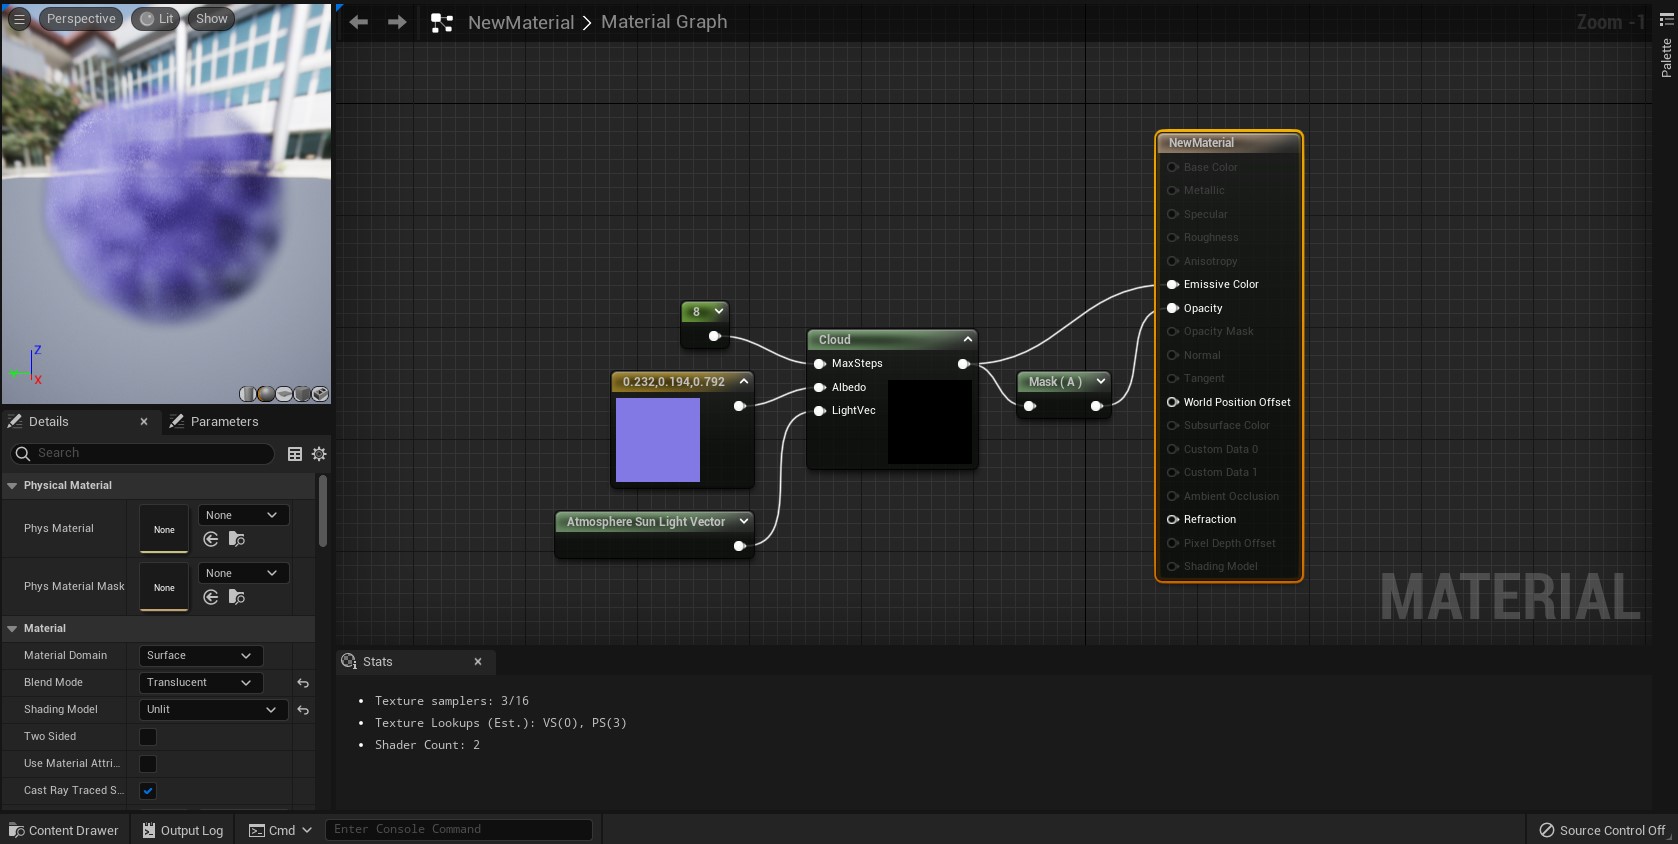 Perspective
Lit
Show
NewMaterial
Material Graph
Zoom -1
Palette
NewMaterial
Base Color
Metallic
Specular
Roughness
Anisotropy
Emissive Color
Opacity
Opacity Mask
Normal
Tangent
World Position Offset
Subsurface Color
Custom Data 0
Custom Data 1
Ambient Occlusion
Refraction
Pixel Depth Offset
Shading Model
8
Cloud
MaxSteps
Albedo
LightVec
0.232,0.194,0.792
Mask ( A )
Atmosphere Sun Light Vector
MATERIAL
Z
X
Details
Parameters
Search
Physical Material
Phys Material
None
None
Phys Material Mask
None
None
Material
Material Domain
Surface
Blend Mode
Translucent
Shading Model
Unlit
Two Sided
Use Material Attri...
Cast Ray Traced S...
Stats
• Texture samplers: 3/16
• Texture Lookups (Est.): VS(0), PS(3)
• Shader Count: 2
Content Drawer
Output Log
Cmd
Enter Console Command
Source Control Off